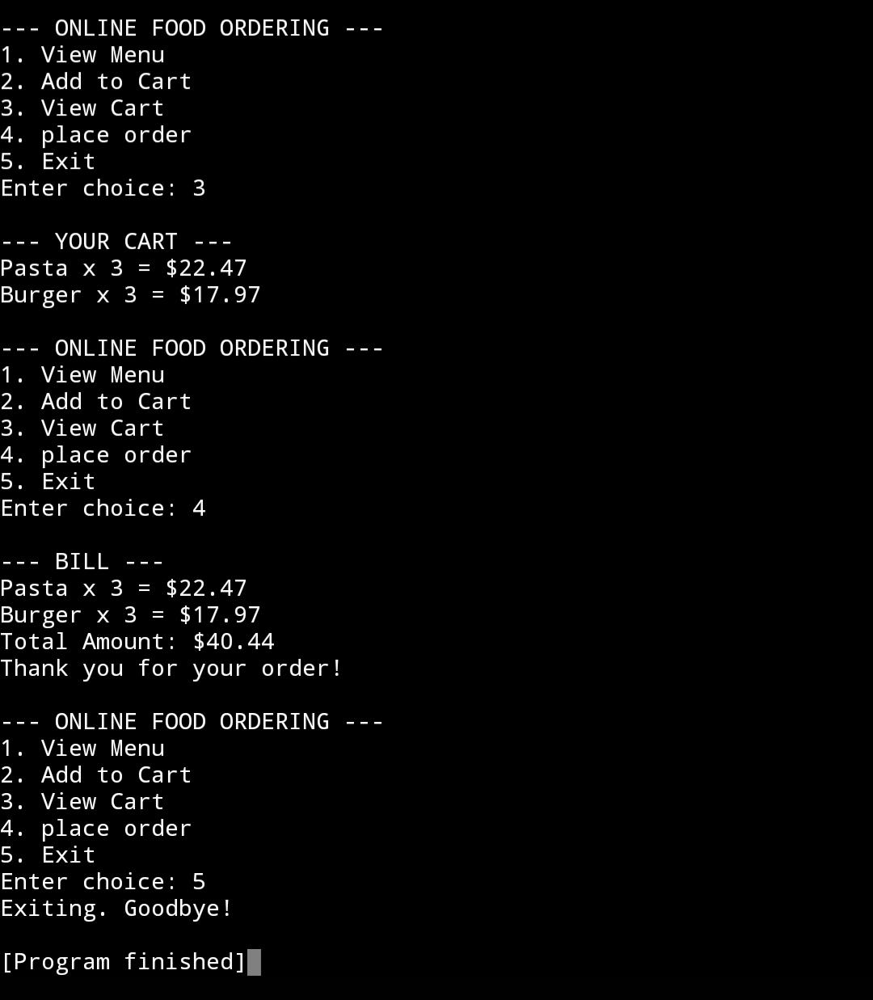 --- ONLINE FOOD ORDERING ---
1. View Menu
2. Add to Cart
3. View Cart
4. place order
5. Exit
Enter choice: 3
--- YOUR CART ---
Pasta x 3 = $22.47
Burger x 3 = $17.97
--- ONLINE FOOD ORDERING ---
1. View Menu
2. Add to Cart
3. View Cart
4. place order
5. Exit
Enter choice: 4
--- BILL ---
Pasta x 3 = $22.47
Burger x 3 = $17.97
Total Amount: $40.44
Thank you for your order!
--- ONLINE FOOD ORDERING ---
1. View Menu
2. Add to Cart
3. View Cart
4. place order
5. Exit
Enter choice: 5
Exiting. Goodbye!
[Program finished]